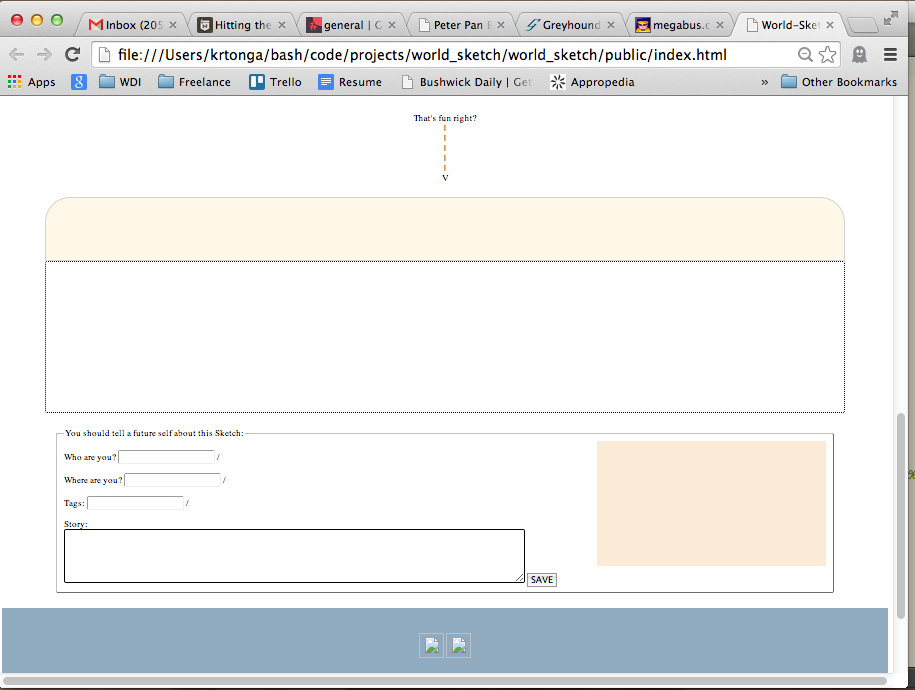 Inbox (205
Hitting the
general | G
Peter Pan B
Greyhound
megabus.c
World-Sket
file:///Users/krtonga/bash/code/projects/world_sketch/world_sketch/public/index.html
Apps
WDI
Freelance
Trello
Resume
Bushwick Daily | Get
Appropedia
»
Other Bookmarks
That's fun right?
V
You should tell a future self about this Sketch:
Who are you? /
Where are you? /
Tags: /
Story:
SAVE